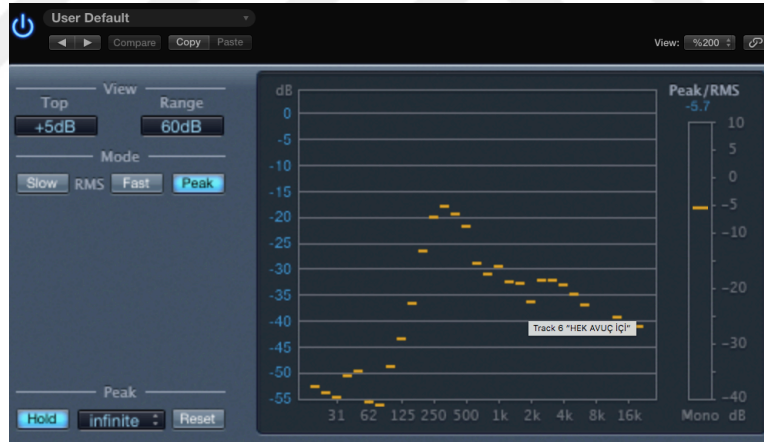 User Default
Compare Copy Paste
View: %200
View
Top Range
+5dB 60dB
Mode
Slow RMS Fast Peak
Peak
Hold infinite Reset
dB
0
-5
-10
-15
-20
-25
-30
-35
-40
-45
-50
-55
31 62 125 250 500 1k 2k 4k 8k 16k
Track 6 "HEK AVUÇ İÇİ"
Peak/RMS
-5.7
10
5
0
-5
-10
-20
-30
-40
Mono dB